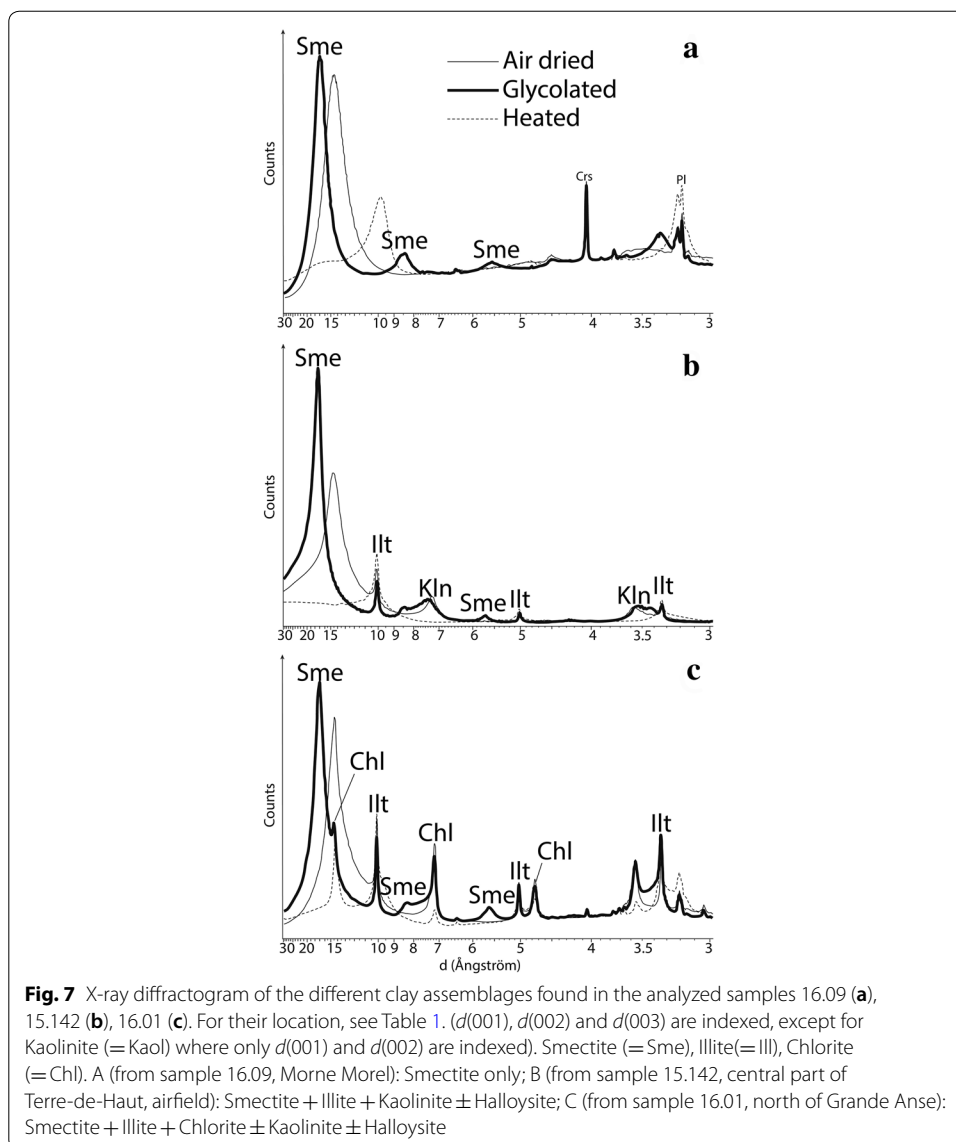 a
Sme
Air dried
Glycolated
Heated
Counts
Crs
Pl
Sme
Sme
30 20 15 10 9 8 7 6 5 4 3.5 3
b
Sme
Counts
Ilt
Kln
Sme
Ilt
Kln
Ilt
30 20 15 10 9 8 7 6 5 4 3.5 3
c
Sme
Chl
Counts
Ilt
Chl
Sme
Sme
Ilt
Chl
Ilt
30 20 15 10 9 8 7 6 5 4 3.5 3
d (Ångström)
Fig. 7 X-ray diffractogram of the different clay assemblages found in the analyzed samples 16.09 (a),
15.142 (b), 16.01 (c). For their location, see Table 1. (d(001), d(002) and d(003) are indexed, except for
Kaolinite (=Kaol) where only d(001) and d(002) are indexed). Smectite (=Sme), Illite(=Ill), Chlorite
(=Chl). A (from sample 16.09, Morne Morel): Smectite only; B (from sample 15.142, central part of
Terre-de-Haut, airfield): Smectite + Illite + Kaolinite ± Halloysite; C (from sample 16.01, north of Grande Anse):
Smectite + Illite + Chlorite ± Kaolinite ± Halloysite